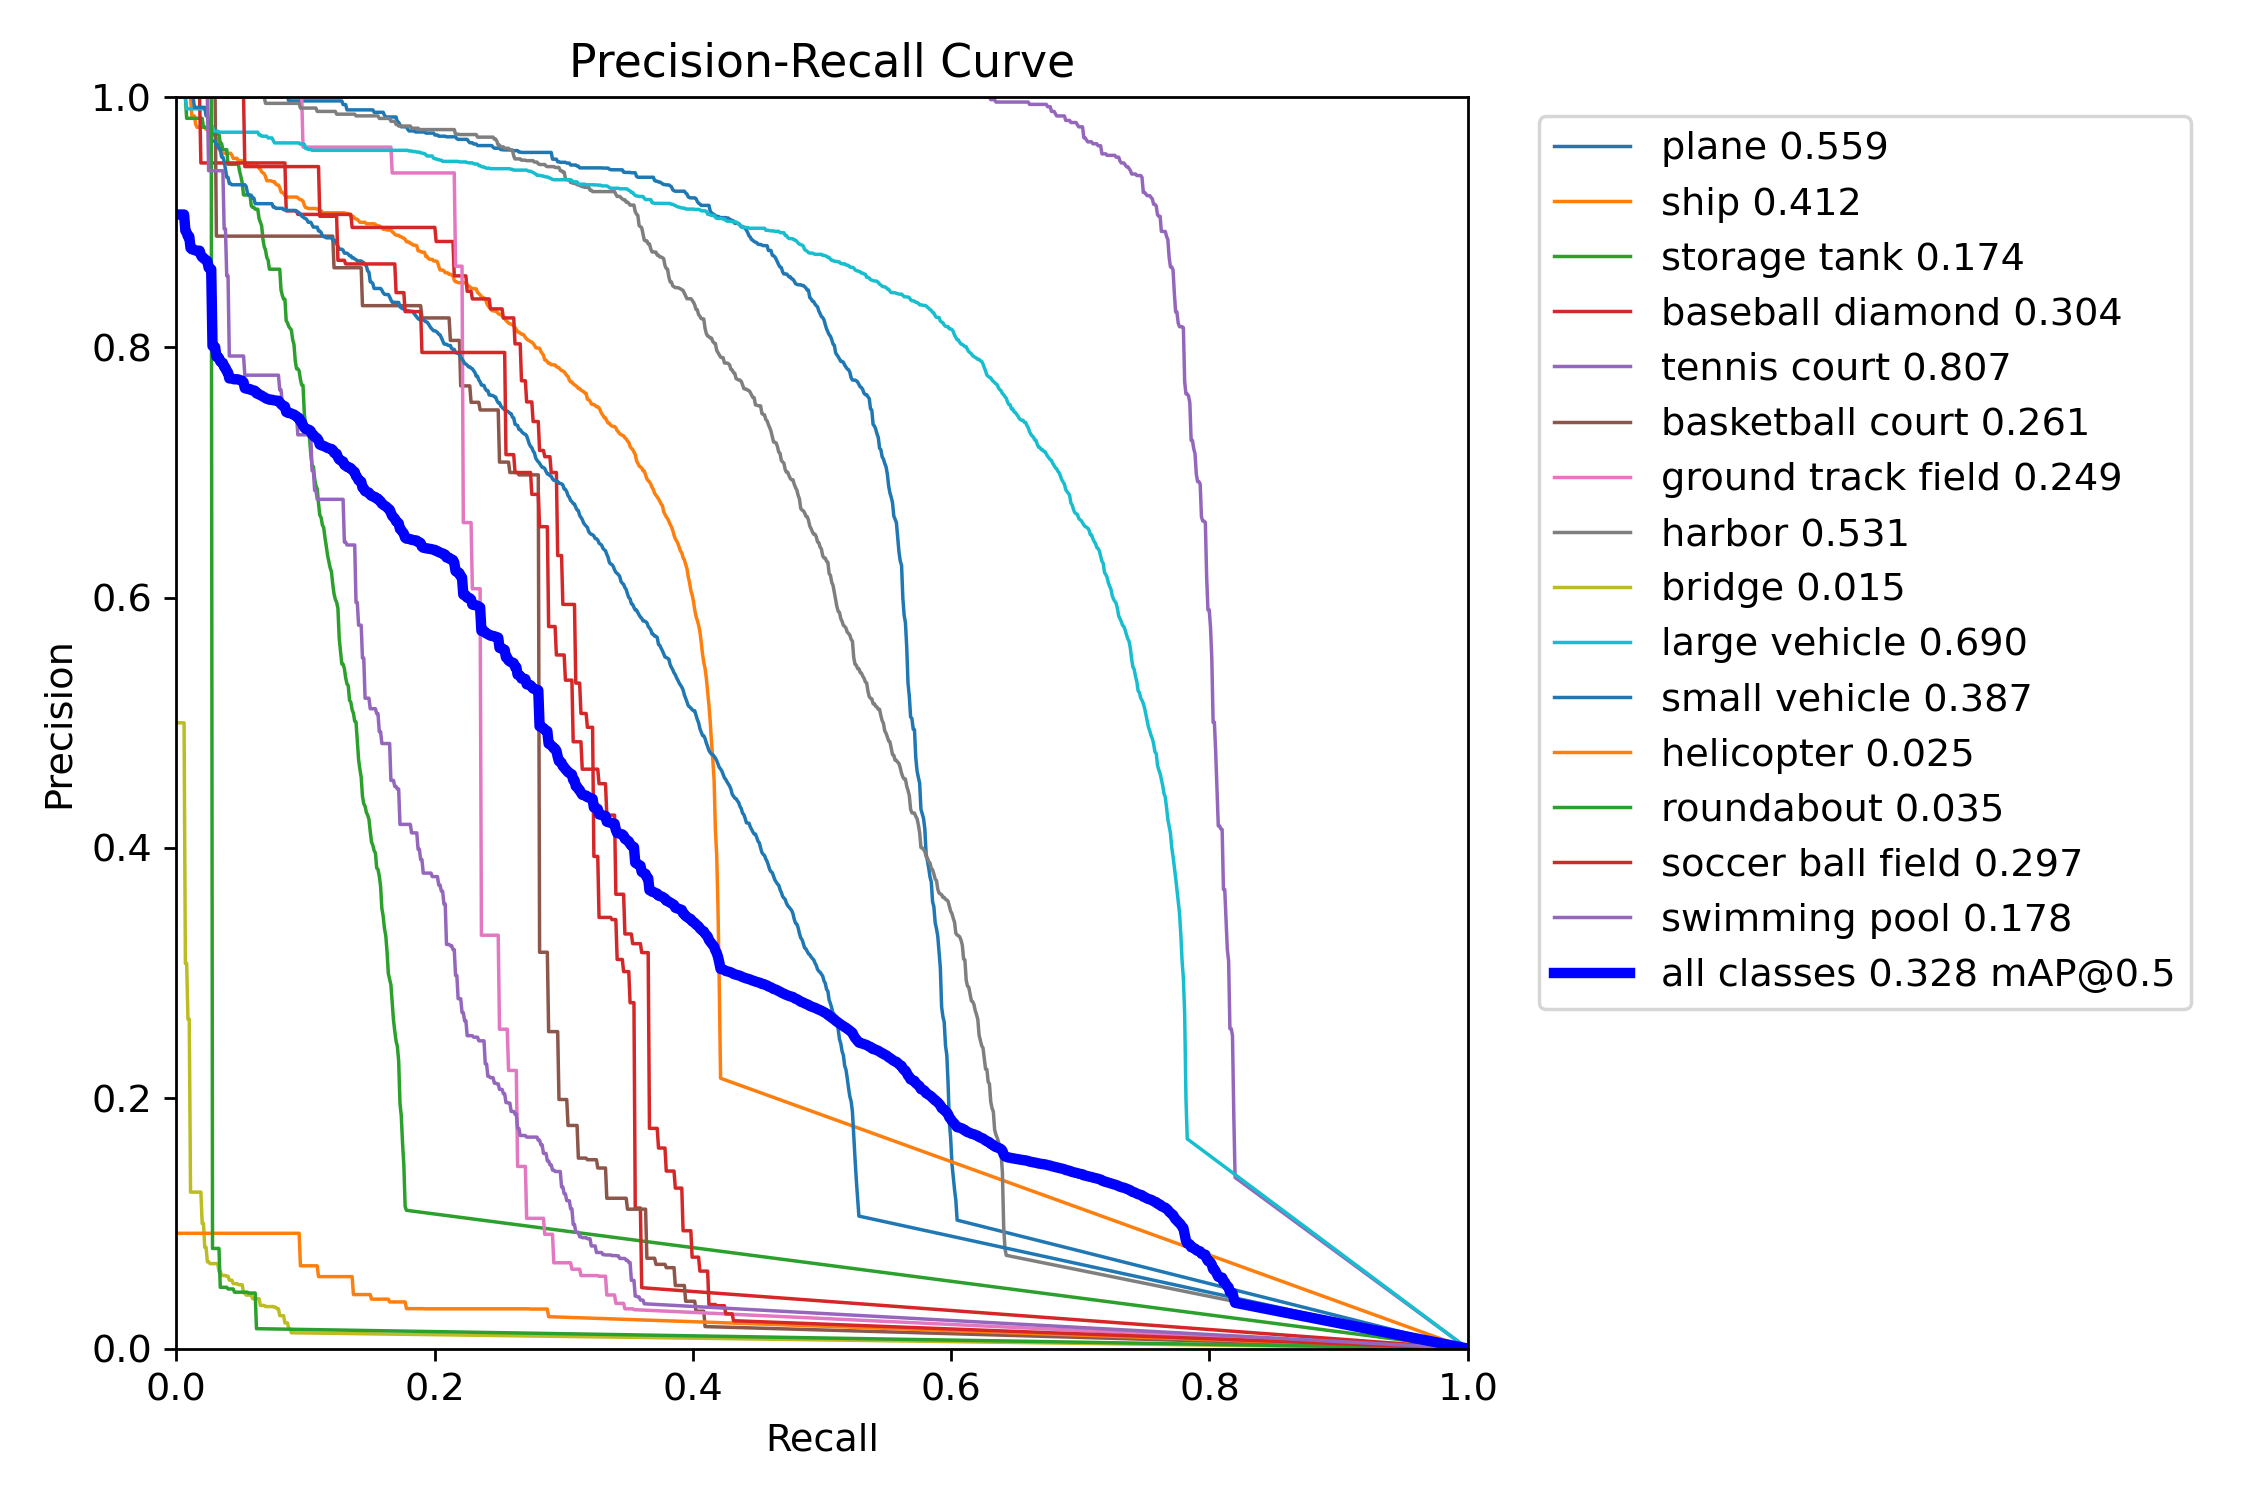 Precision-Recall Curve
1.0
0.8
0.6
0.4
0.2
0.0
Precision
0.0 0.2 0.4 0.6 0.8 1.0
Recall
plane 0.559
ship 0.412
storage tank 0.174
baseball diamond 0.304
tennis court 0.807
basketball court 0.261
ground track field 0.249
harbor 0.531
bridge 0.015
large vehicle 0.690
small vehicle 0.387
helicopter 0.025
roundabout 0.035
soccer ball field 0.297
swimming pool 0.178
all classes 0.328 mAP@0.5